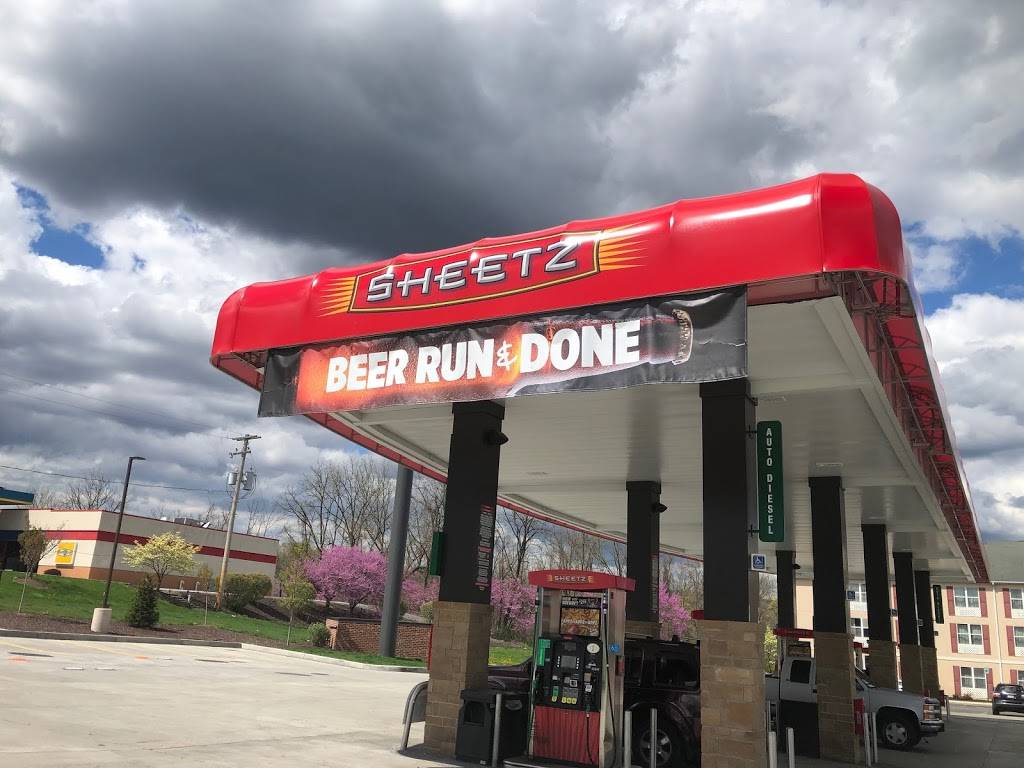 SHEETZ
BEER RUN & DONE
AUTO DIESEL
SHEETZ